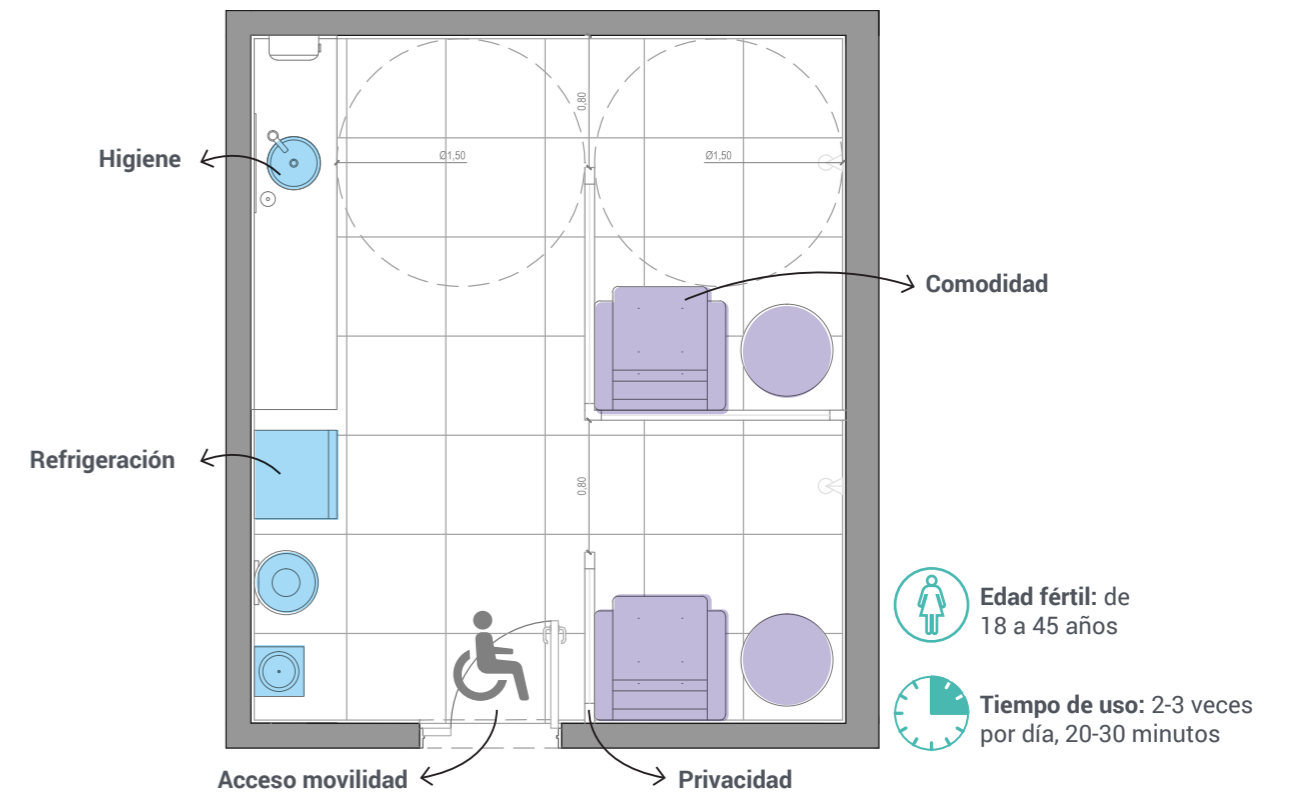 0.80
Higiene
Ø1,50
Ø1,50
Comodidad
Refrigeración
0.80
Edad fértil: de
18 a 45 años
Tiempo de uso: 2-3 veces
por día, 20-30 minutos
Acceso movilidad
Privacidad